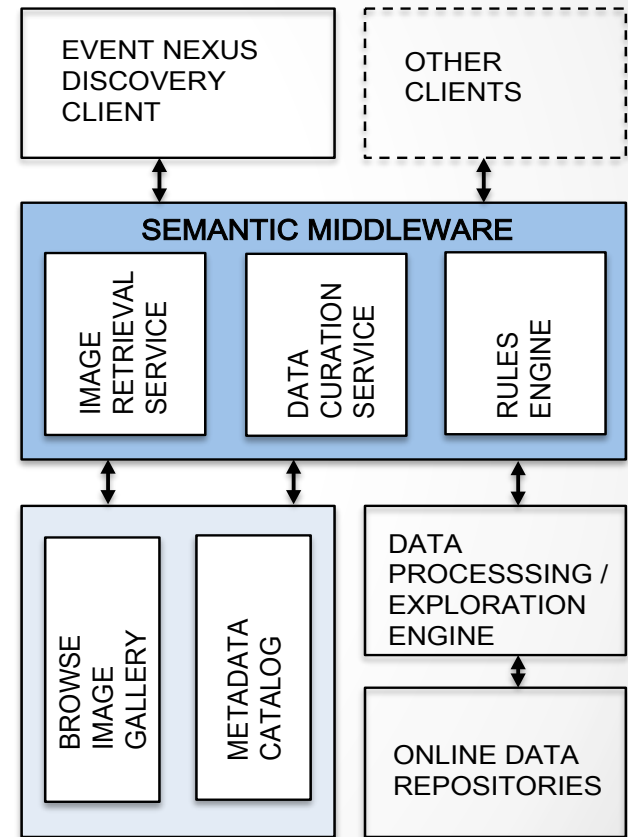 EVENT NEXUS
DISCOVERY
CLIENT
OTHER
CLIENTS
SEMANTIC MIDDLEWARE
IMAGE
RETRIEVAL
SERVICE
DATA
CURATION
SERVICE
RULES
ENGINE
BROWSE
IMAGE
GALLERY
METADATA
CATALOG
DATA
PROCESSSING /
EXPLORATION
ENGINE
ONLINE DATA
REPOSITORIES